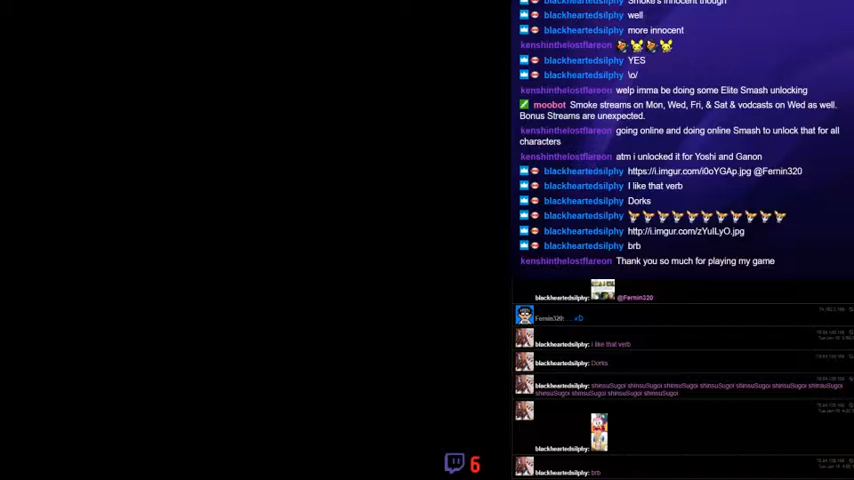 blackheartedsilphy Smoke's innocent though
blackheartedsilphy well
blackheartedsilphy more innocent
kenshinthelostflareon
blackheartedsilphy YES
blackheartedsilphy \o/
kenshinthelostflareon welp imma be doing some Elite Smash unlocking
moobot Smoke streams on Mon, Wed, Fri, & Sat & vodcasts on Wed as well.
Bonus Streams are unexpected.
kenshinthelostflareon going online and doing online Smash to unlock that for all
characters
kenshinthelostflareon atm i unlocked it for Yoshi and Ganon
blackheartedsilphy https://i.imgur.com/i0oYGAp.jpg @Fernin320
blackheartedsilphy I like that verb
blackheartedsilphy Dorks
blackheartedsilphy
blackheartedsilphy http://i.imgur.com/zYuILyO.jpg
blackheartedsilphy brb
kenshinthelostflareon Thank you so much for playing my game
blackheartedsilphy: @Fernin320
Fernin320: ... xD
blackheartedsilphy: I like that verb
blackheartedsilphy: Dorks
blackheartedsilphy: shinsuSugoi shinsuSugoi shinsuSugoi shinsuSugoi shinsuSugoi shinsuSugoi shinsuSugoi
shinsuSugoi shinsuSugoi shinsuSugoi shinsuSugoi
blackheartedsilphy:
blackheartedsilphy: brb
6